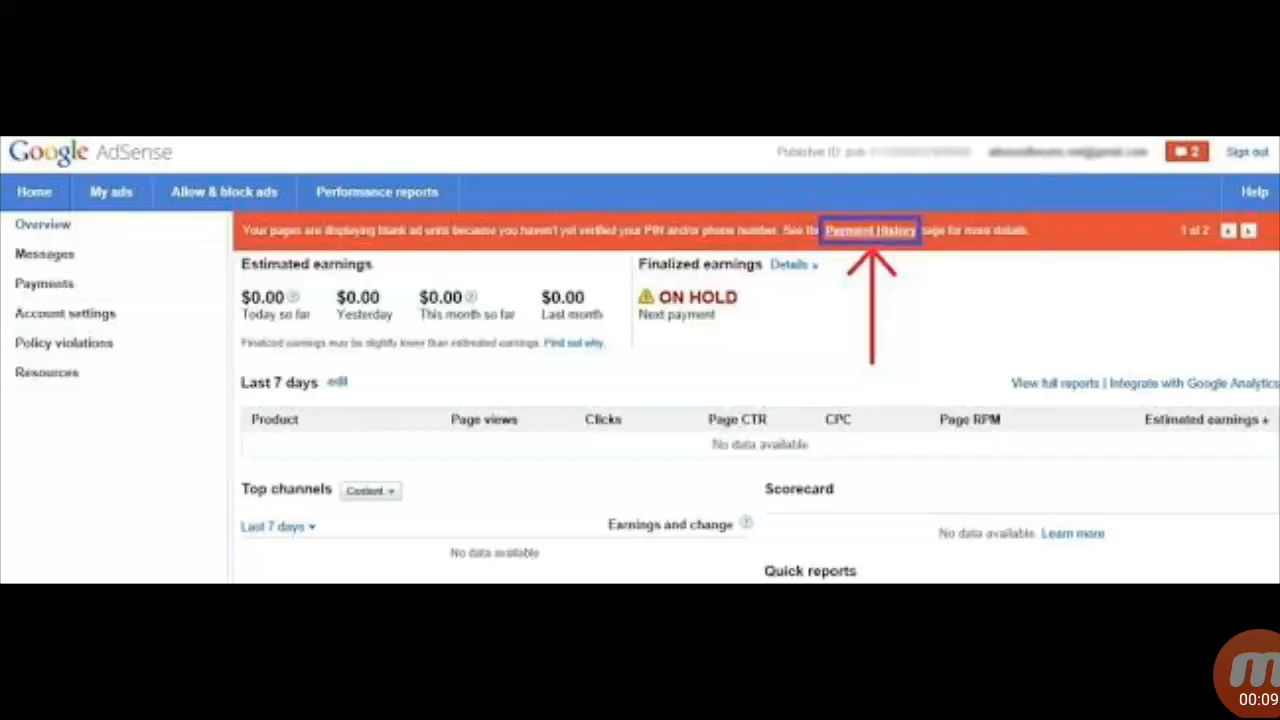 Google AdSense
Publisher ID: pub
2
Sign out
Home
My ads
Allow & block ads
Performance reports
Help
Overview
Messages
Payments
Account settings
Policy violations
Resources
Your pages are displaying blank ad units because you haven't yet verified your PIN and/or phone number. See the Payment History page for more details.
1 of 2
Estimated earnings
$0.00 $0.00 $0.00 $0.00
Today so far Yesterday This month so far Last month
Finalized earnings may be slightly lower than estimated earnings. Find out why.
Finalized earnings Details »
ON HOLD
Next payment
Last 7 days edit
View full reports | Integrate with Google Analytics
Product Page views Clicks Page CTR CPC Page RPM Estimated earnings
No data available
Top channels Content
Last 7 days
Earnings and change
No data available
Scorecard
No data available. Learn more
Quick reports
00:09